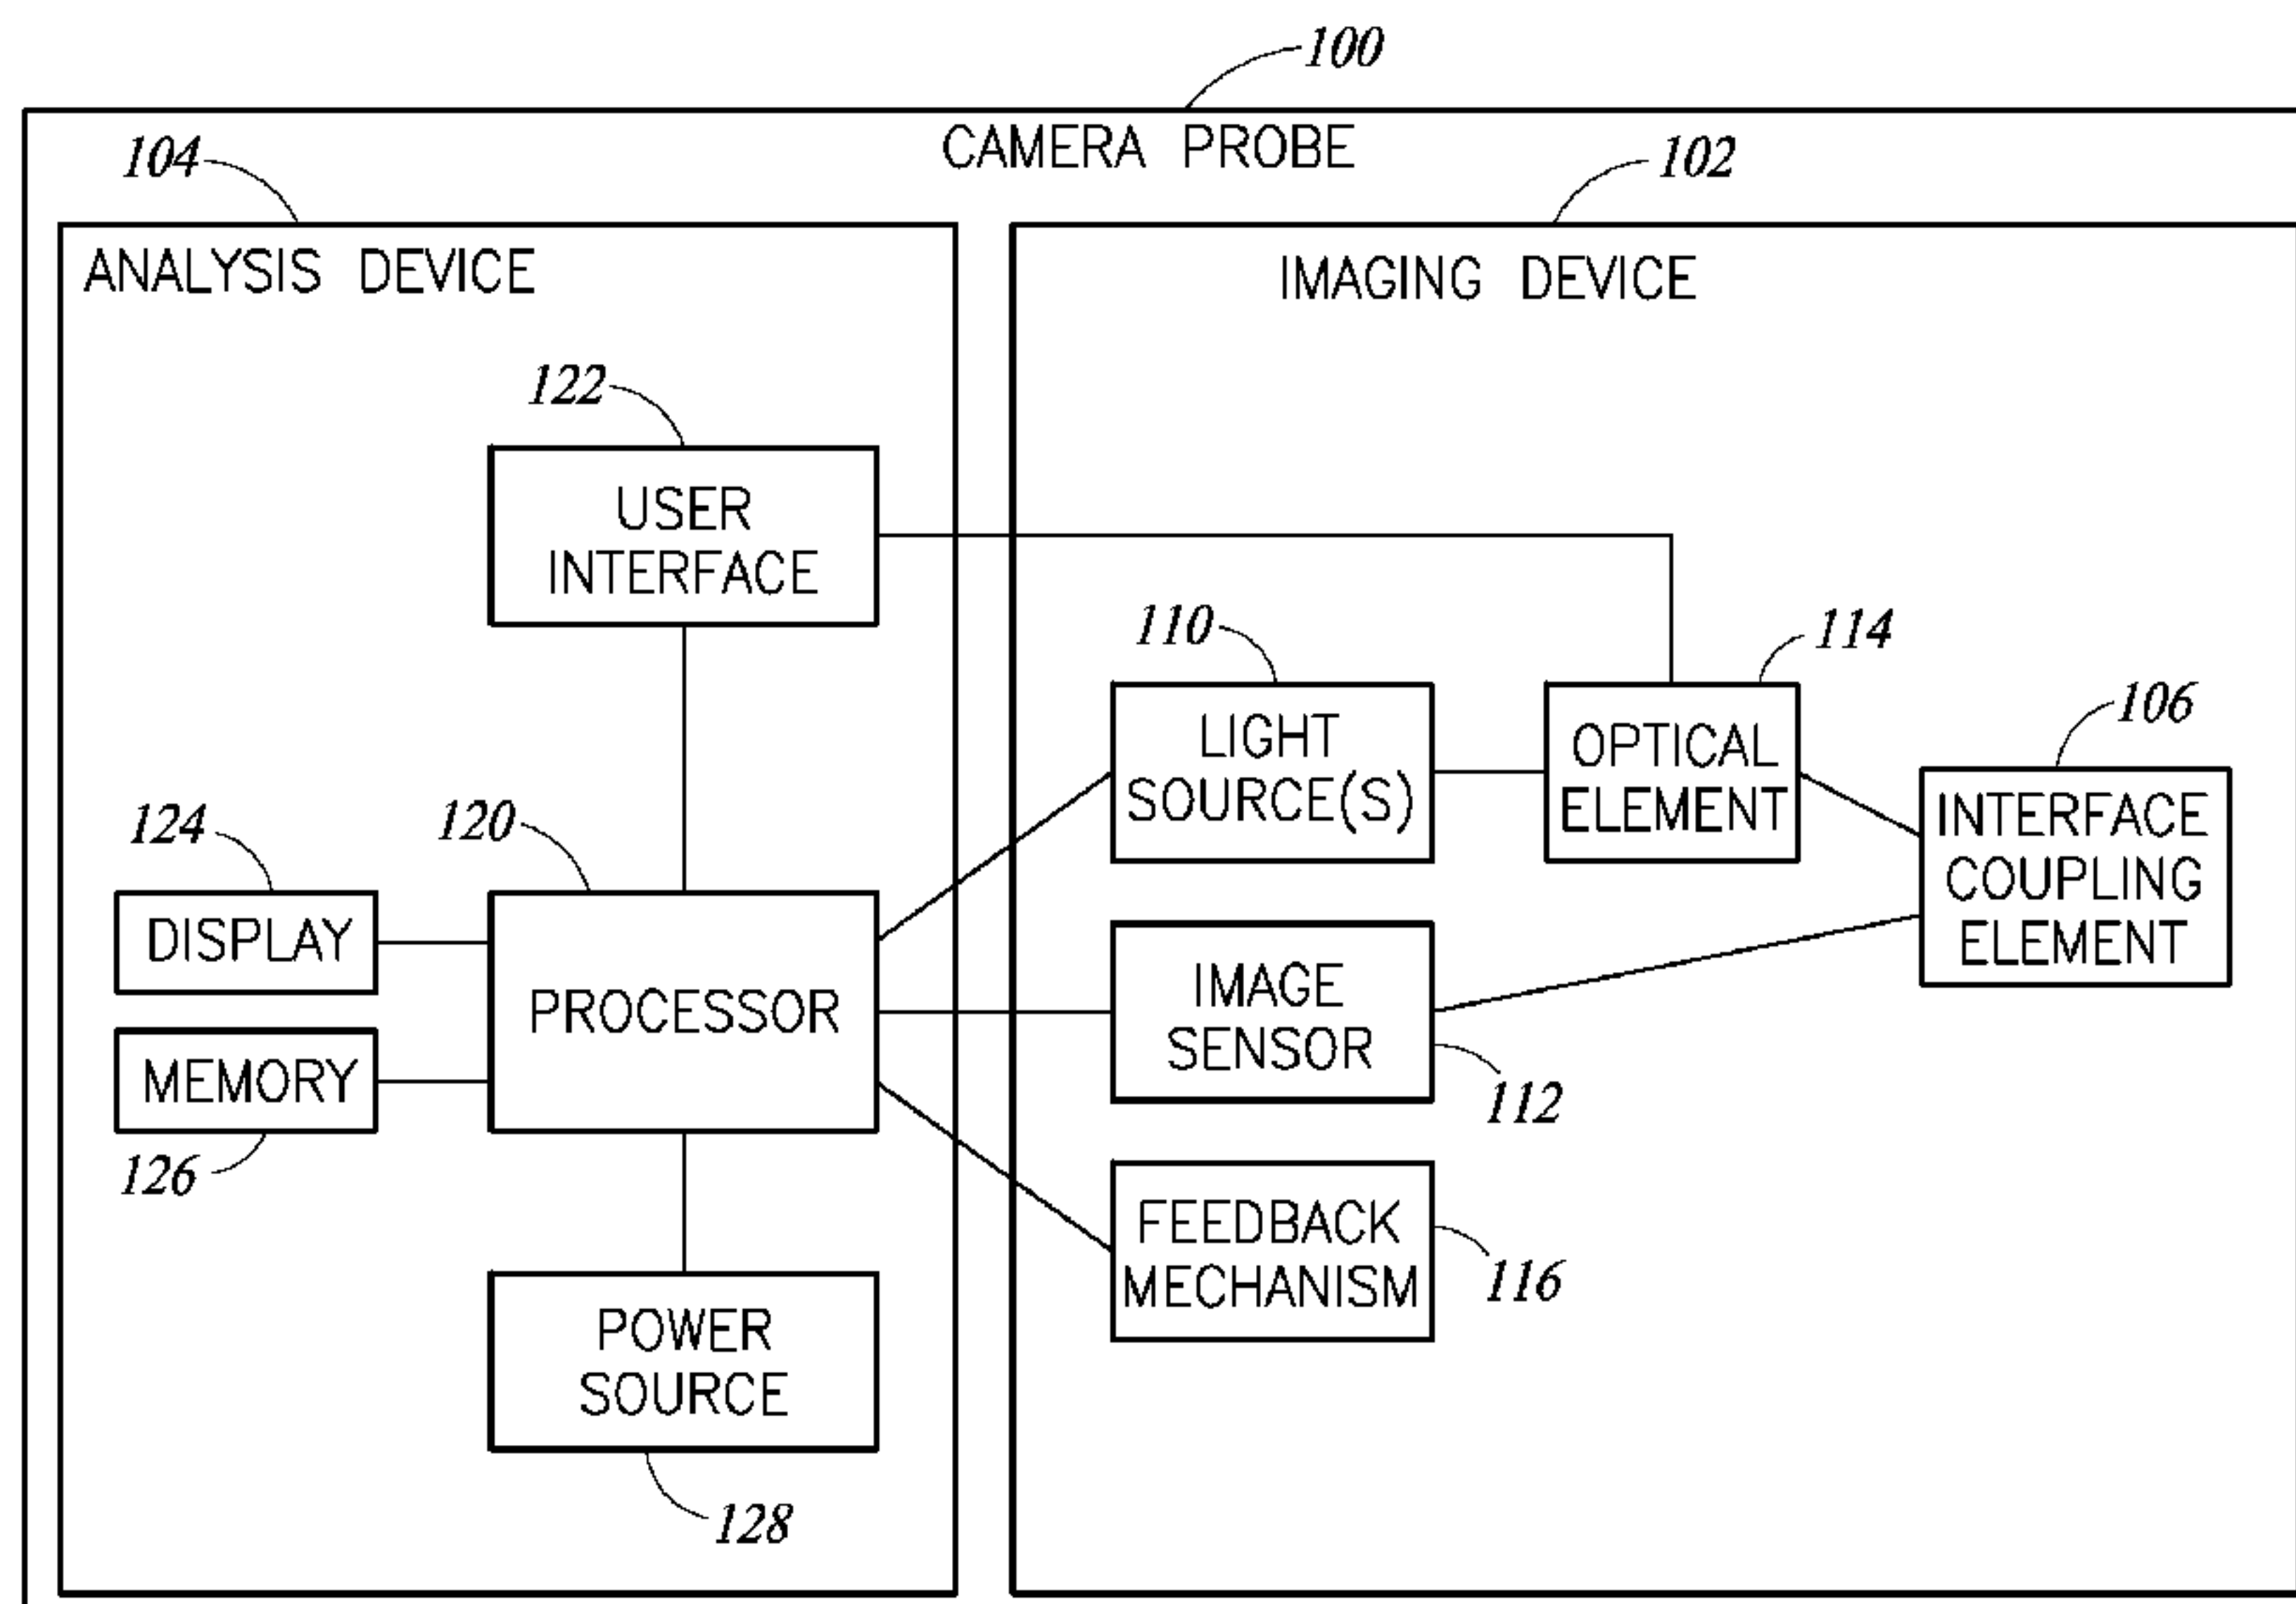 100
CAMERA PROBE
104
102
ANALYSIS DEVICE
IMAGING DEVICE
122
USER
INTERFACE
110
LIGHT
SOURCE(S)
114
OPTICAL
ELEMENT
106
INTERFACE
COUPLING
ELEMENT
124
DISPLAY
120
PROCESSOR
MEMORY
126
IMAGE
SENSOR
112
FEEDBACK
MECHANISM
116
POWER
SOURCE
128